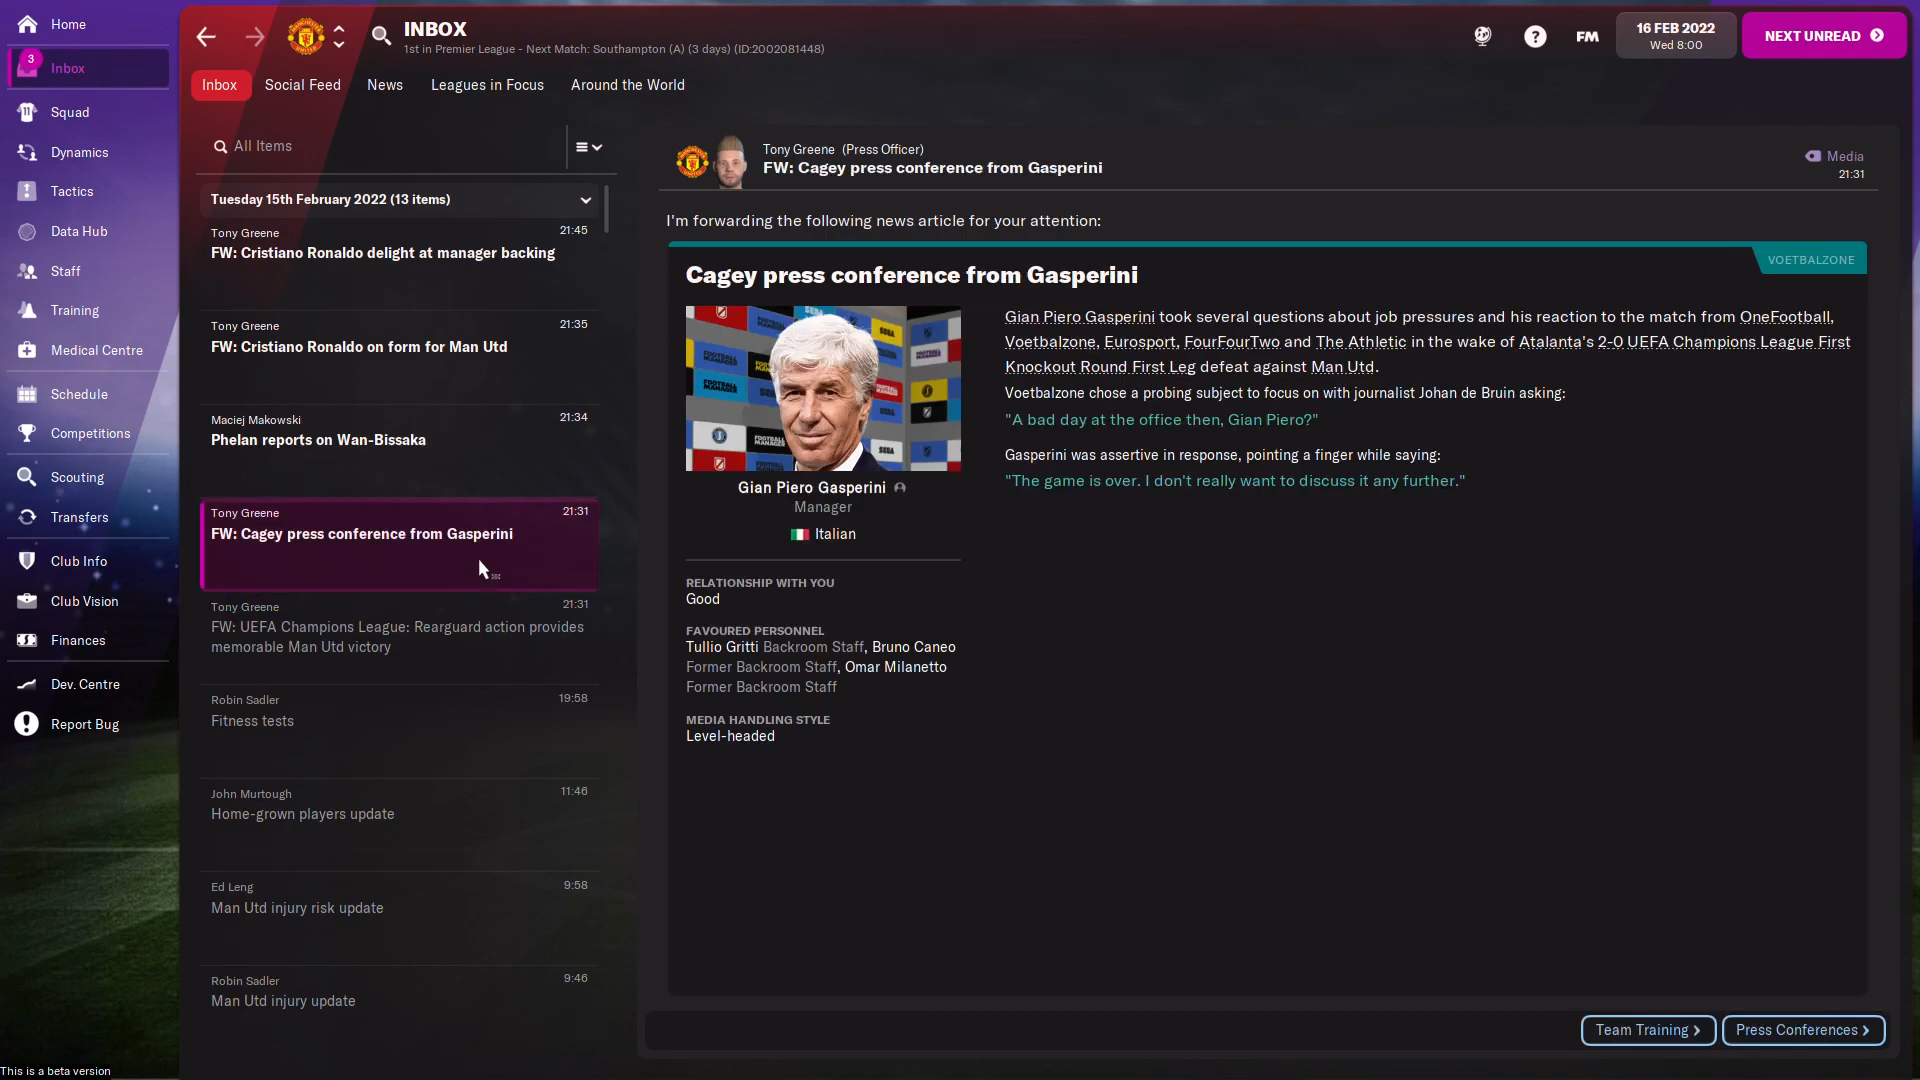 Home
3
Inbox
Squad
Dynamics
Tactics
Data Hub
Staff
Training
Medical Centre
Schedule
Competitions
Scouting
Transfers
Club Info
Club Vision
Finances
Dev. Centre
Report Bug
This is a beta version
INBOX
1st in Premier League - Next Match: Southampton (A) (3 days) (ID:2002081448)
FM
16 FEB 2022
Wed 8:00
NEXT UNREAD
Inbox
Social Feed
News
Leagues in Focus
Around the World
All Items
Tuesday 15th February 2022 (13 items)
Tony Greene 21:45
FW: Cristiano Ronaldo delight at manager backing
Tony Greene 21:35
FW: Cristiano Ronaldo on form for Man Utd
Maciej Makowski 21:34
Phelan reports on Wan-Bissaka
Tony Greene 21:31
FW: Cagey press conference from Gasperini
Tony Greene 21:31
FW: UEFA Champions League: Rearguard action provides
memorable Man Utd victory
Robin Sadler 19:58
Fitness tests
John Murtough 11:46
Home-grown players update
Ed Leng 9:58
Man Utd injury risk update
Robin Sadler 9:46
Man Utd injury update
Tony Greene (Press Officer)
FW: Cagey press conference from Gasperini
Media
21:31
I'm forwarding the following news article for your attention:
VOETBALZONE
Cagey press conference from Gasperini
Gian Piero Gasperini took several questions about job pressures and his reaction to the match from OneFootball,
Voetbalzone, Eurosport, FourFourTwo and The Athletic in the wake of Atalanta's 2-0 UEFA Champions League First
Knockout Round First Leg defeat against Man Utd.
Voetbalzone chose a probing subject to focus on with journalist Johan de Bruin asking:
"A bad day at the office then, Gian Piero?"
Gasperini was assertive in response, pointing a finger while saying:
"The game is over. I don't really want to discuss it any further."
Gian Piero Gasperini
Manager
Italian
RELATIONSHIP WITH YOU
Good
FAVOURED PERSONNEL
Tullio Gritti Backroom Staff, Bruno Caneo
Former Backroom Staff, Omar Milanetto
Former Backroom Staff
MEDIA HANDLING STYLE
Level-headed
Team Training
Press Conferences